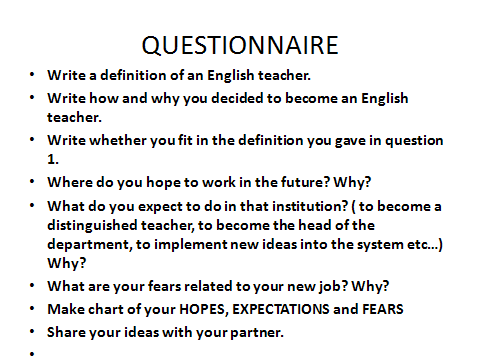 QUESTIONNAIRE
• Write a definition of an English teacher.
• Write how and why you decided to become an English
teacher.
• Write whether you fit in the definition you gave in question
1.
• Where do you hope to work in the future? Why?
• What do you expect to do in that institution? ( to become a
distinguished teacher, to become the head of the
department, to implement new ideas into the system etc…)
Why?
• What are your fears related to your new job? Why?
• Make chart of your HOPES, EXPECTATIONS and FEARS
• Share your ideas with your partner.
•